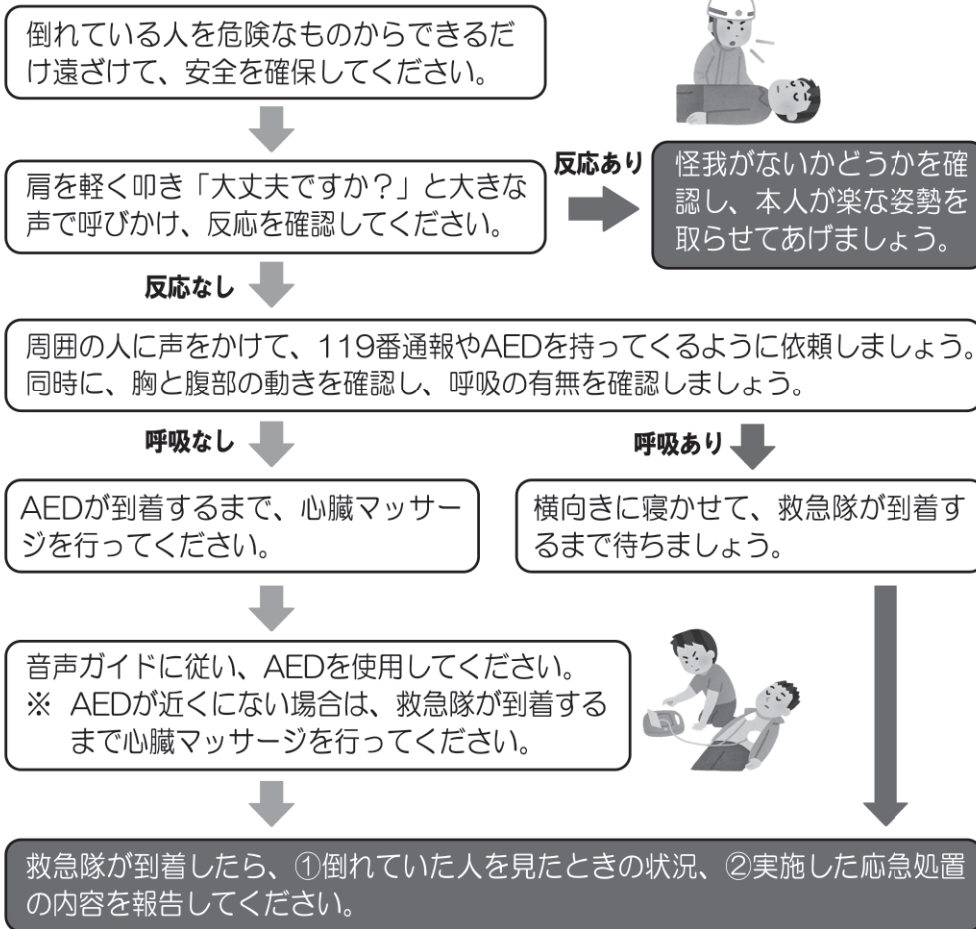 倒れている人を危険なものからできるだ
け遠ざけて、安全を確保してください。
肩を軽く叩き「大丈夫ですか？」と大きな
声で呼びかけ、反応を確認してください。
反応あり
怪我がないかどうかを確
認し、本人が楽な姿勢を
取らせてあげましょう。
反応なし
周囲の人に声をかけて、119番通報やAEDを持ってくるように依頼しましょう。
同時に、胸と腹部の動きを確認し、呼吸の有無を確認しましょう。
呼吸なし
呼吸あり
AEDが到着するまで、心臓マッサー
ジを行ってください。
横向きに寝かせて、救急隊が到着す
るまで待ちましょう。
音声ガイドに従い、AEDを使用してください。
※ AEDが近くにない場合は、救急隊が到着する
まで心臓マッサージを行ってください。
救急隊が到着したら、①倒れていた人を見たときの状況、②実施した応急処置
の内容を報告してください。